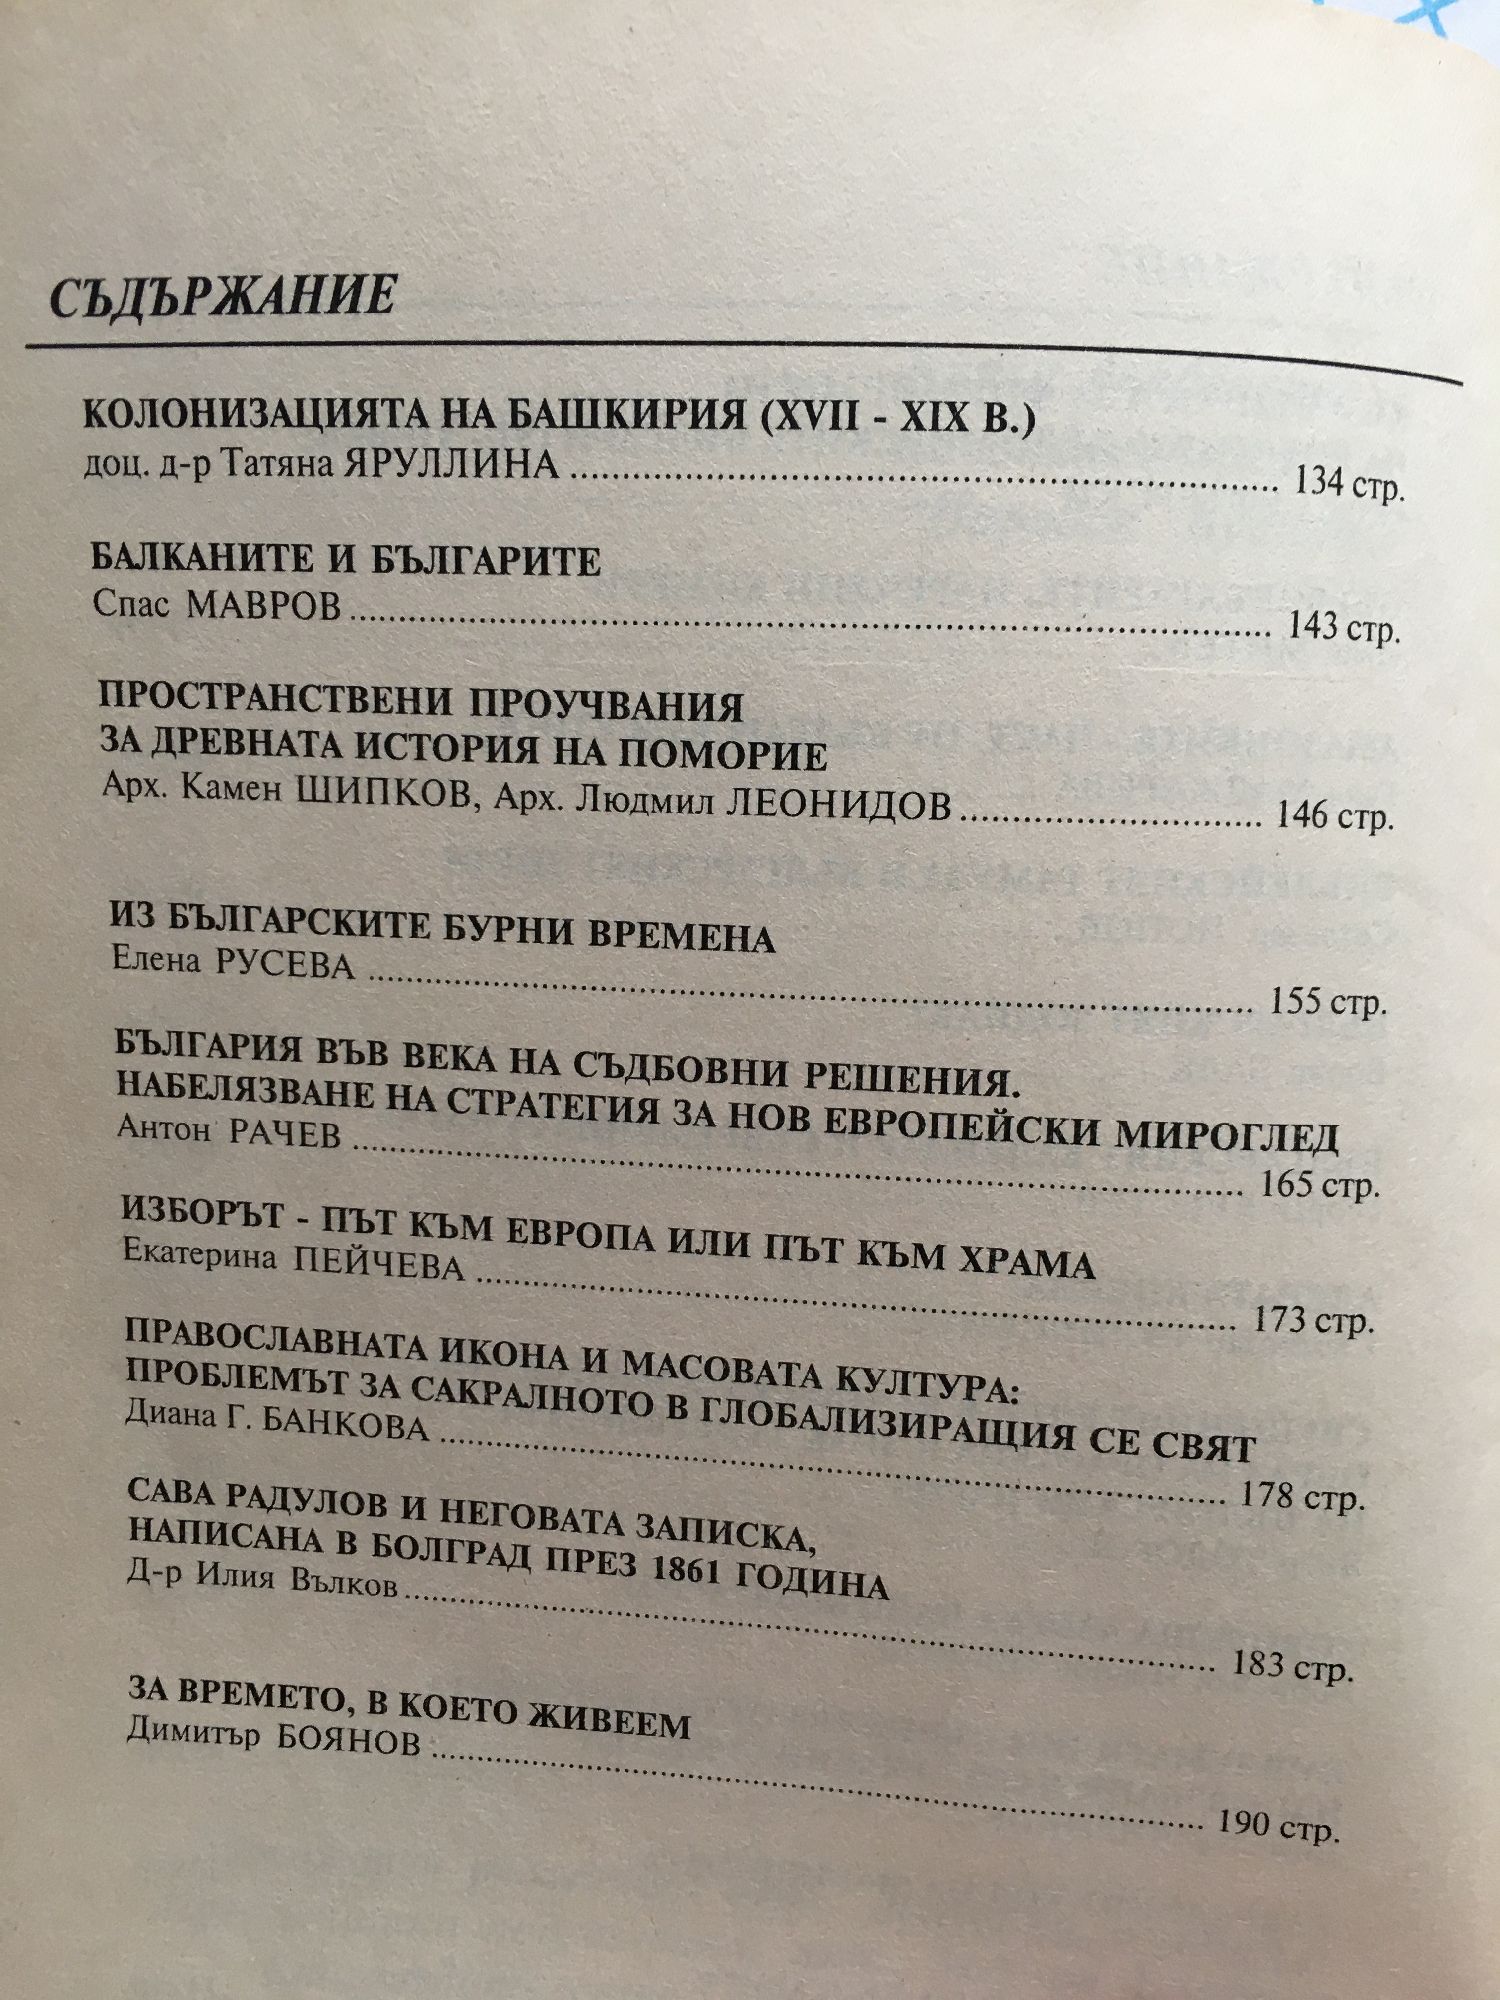 СЪДЪРЖАНИЕ
КОЛОНИЗАЦИЯТА НА БАШКИРИЯ (XVII - XIX В.)
доц. д-р Татяна ЯРУЛЛИНА ........................................ 134 стр.
БАЛКАНИТЕ И БЪЛГАРИТЕ
Спас МАВРОВ ........................................ 143 стр.
ПРОСТРАНСТВЕНИ ПРОУЧВАНИЯ
ЗА ДРЕВНАТА ИСТОРИЯ НА ПОМОРИЕ
Арх. Камен ШИПКОВ, Арх. Людмил ЛЕОНИДОВ ........................................ 146 стр.
ИЗ БЪЛГАРСКИТЕ БУРНИ ВРЕМЕНА
Елена РУСЕВА ........................................ 155 стр.
БЪЛГАРИЯ ВЪВ ВЕКА НА СЪДБОВНИ РЕШЕНИЯ.
НАБЕЛЯЗВАНЕ НА СТРАТЕГИЯ ЗА НОВ ЕВРОПЕЙСКИ МИРОГЛЕД
Антон РАЧЕВ ........................................ 165 стр.
ИЗБОРЪТ - ПЪТ КЪМ ЕВРОПА ИЛИ ПЪТ КЪМ ХРАМА
Екатерина ПЕЙЧЕВА ........................................ 173 стр.
ПРАВОСЛАВНАТА ИКОНА И МАСОВАТА КУЛТУРА:
ПРОБЛЕМЪТ ЗА САКРАЛНОТО В ГЛОБАЛИЗИРАЩИЯ СЕ СВЯТ
Диана Г. БАНКОВА ........................................ 178 стр.
САВА РАДУЛОВ И НЕГОВАТА ЗАПИСКА,
НАПИСАНА В БОЛГРАД ПРЕЗ 1861 ГОДИНА
Д-р Илия Вълков ........................................ 183 стр.
ЗА ВРЕМЕТО, В КОЕТО ЖИВЕЕМ
Димитър БОЯНОВ ........................................ 190 стр.